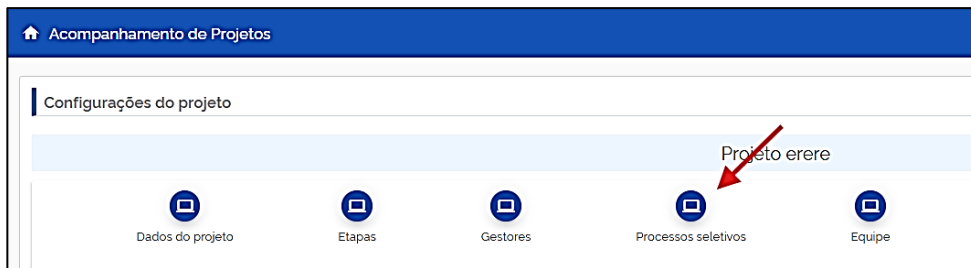 Acompanhamento de Projetos
Configurações do projeto
Projeto erere
Dados do projeto
Etapas
Gestores
Processos seletivos
Equipe